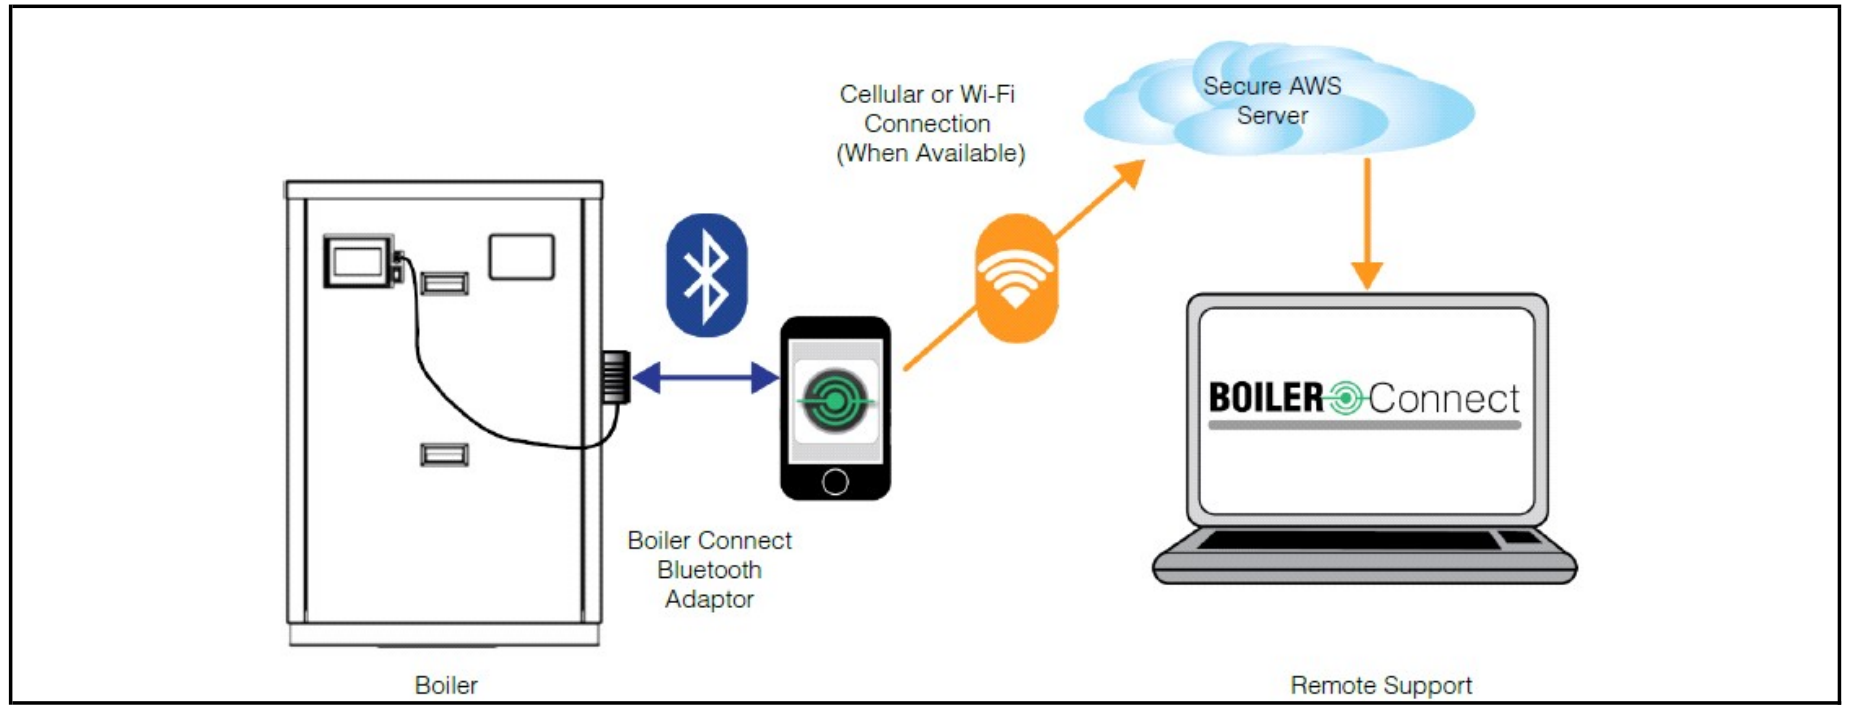 Cellular or Wi-Fi
Connection
(When Available)
Secure AWS
Server
BOILER Connect
Boiler Connect
Bluetooth
Adaptor
Boiler
Remote Support